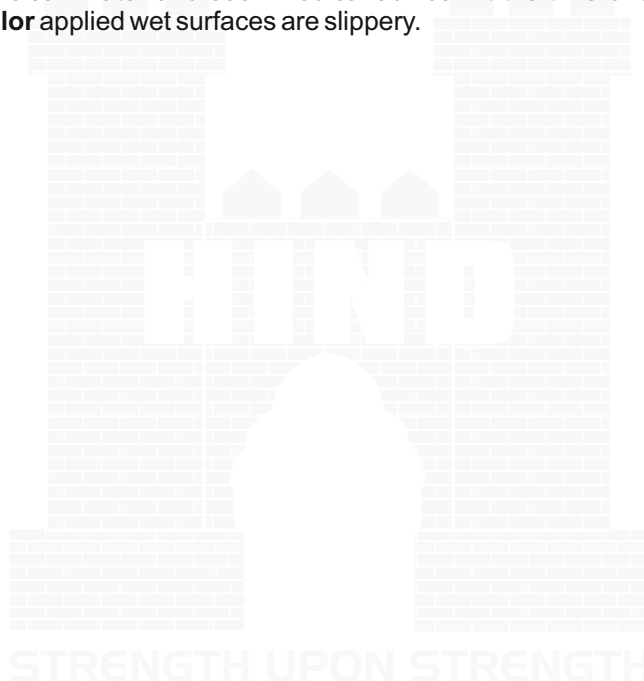 lor applied wet surfaces are slippery.
HIND
STRENGTH UPON STRENGTH